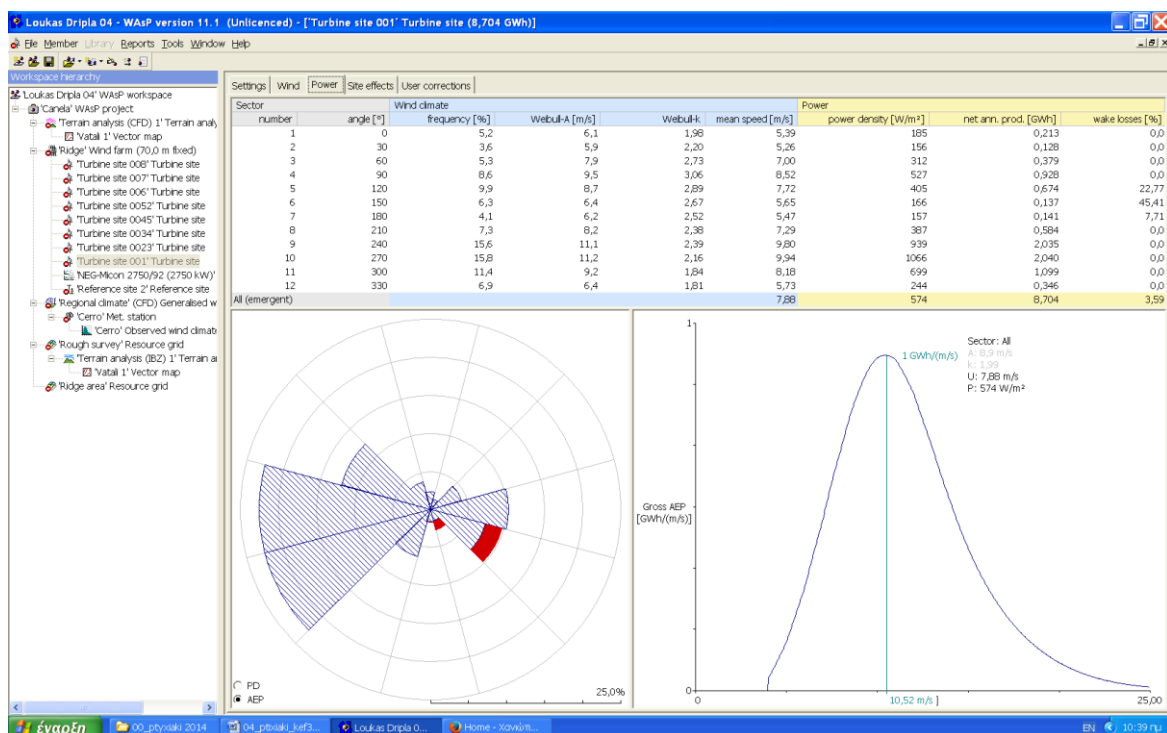 Loukas Dripla 04 - WAsP version 11.1 (Unlicenced) - ['Turbine site 001' Turbine site (8,704 GWh)]
File Member Library Reports Tools Window Help
Workspace hierarchy
Loukas Dripla 04' WAsP workspace
'Canela' WAsP project
'Terrain analysis (CFD) 1' Terrain analy
'Vatali 1' Vector map
'Ridge' Wind farm (70,0 m fixed)
'Turbine site 008' Turbine site
'Turbine site 007' Turbine site
'Turbine site 006' Turbine site
'Turbine site 0052' Turbine site
'Turbine site 0045' Turbine site
'Turbine site 0034' Turbine site
'Turbine site 0023' Turbine site
'Turbine site 001' Turbine site
'NEG-Micon 2750/92 (2750 kW)'
'Reference site 2' Reference site
'Regional climate' (CFD) Generalised w
'Cerro' Met. station
'Cerro' Observed wind climat
'Rough survey' Resource grid
'Terrain analysis (IBZ) 1' Terrain a
'Vatali 1' Vector map
'Ridge area' Resource grid
Settings Wind Power Site effects User corrections
Sector Wind climate Power
number angle [°] frequency [%] Weibull-A [m/s] Weibull-k mean speed [m/s] power density [W/m²] net ann. prod. [GWh] wake losses [%]
1 0 5,2 6,1 1,98 5,39 185 0,213 0,0
2 30 3,6 5,9 2,20 5,26 156 0,128 0,0
3 60 5,3 7,9 2,73 7,00 312 0,379 0,0
4 90 8,6 9,5 3,06 8,52 527 0,928 0,0
5 120 9,9 8,7 2,89 7,72 405 0,674 22,77
6 150 6,3 6,4 2,67 5,65 166 0,137 45,41
7 180 4,1 6,2 2,52 5,47 157 0,141 7,71
8 210 7,3 8,2 2,38 7,29 387 0,584 0,0
9 240 15,6 11,1 2,39 9,80 939 2,035 0,0
10 270 15,8 11,2 2,16 9,94 1066 2,040 0,0
11 300 11,4 9,2 1,84 8,18 699 1,099 0,0
12 330 6,9 6,4 1,81 5,73 244 0,346 0,0
All (emergent) 7,88 574 8,704 3,59
PD
AEP
25,0%
1
1 GWh/(m/s)
Sector: All
A: 8,9 m/s
k: 1,99
U: 7,88 m/s
P: 574 W/m²
Gross AEP
[GWh/(m/s)]
0
0 10,52 m/s ] 25,00
έναρξη 00_ptyxiaki 2014 04_ptixiaki_kef3... Loukas Dripla 0... Home - Χανιώτ... EN 10:39 πμ